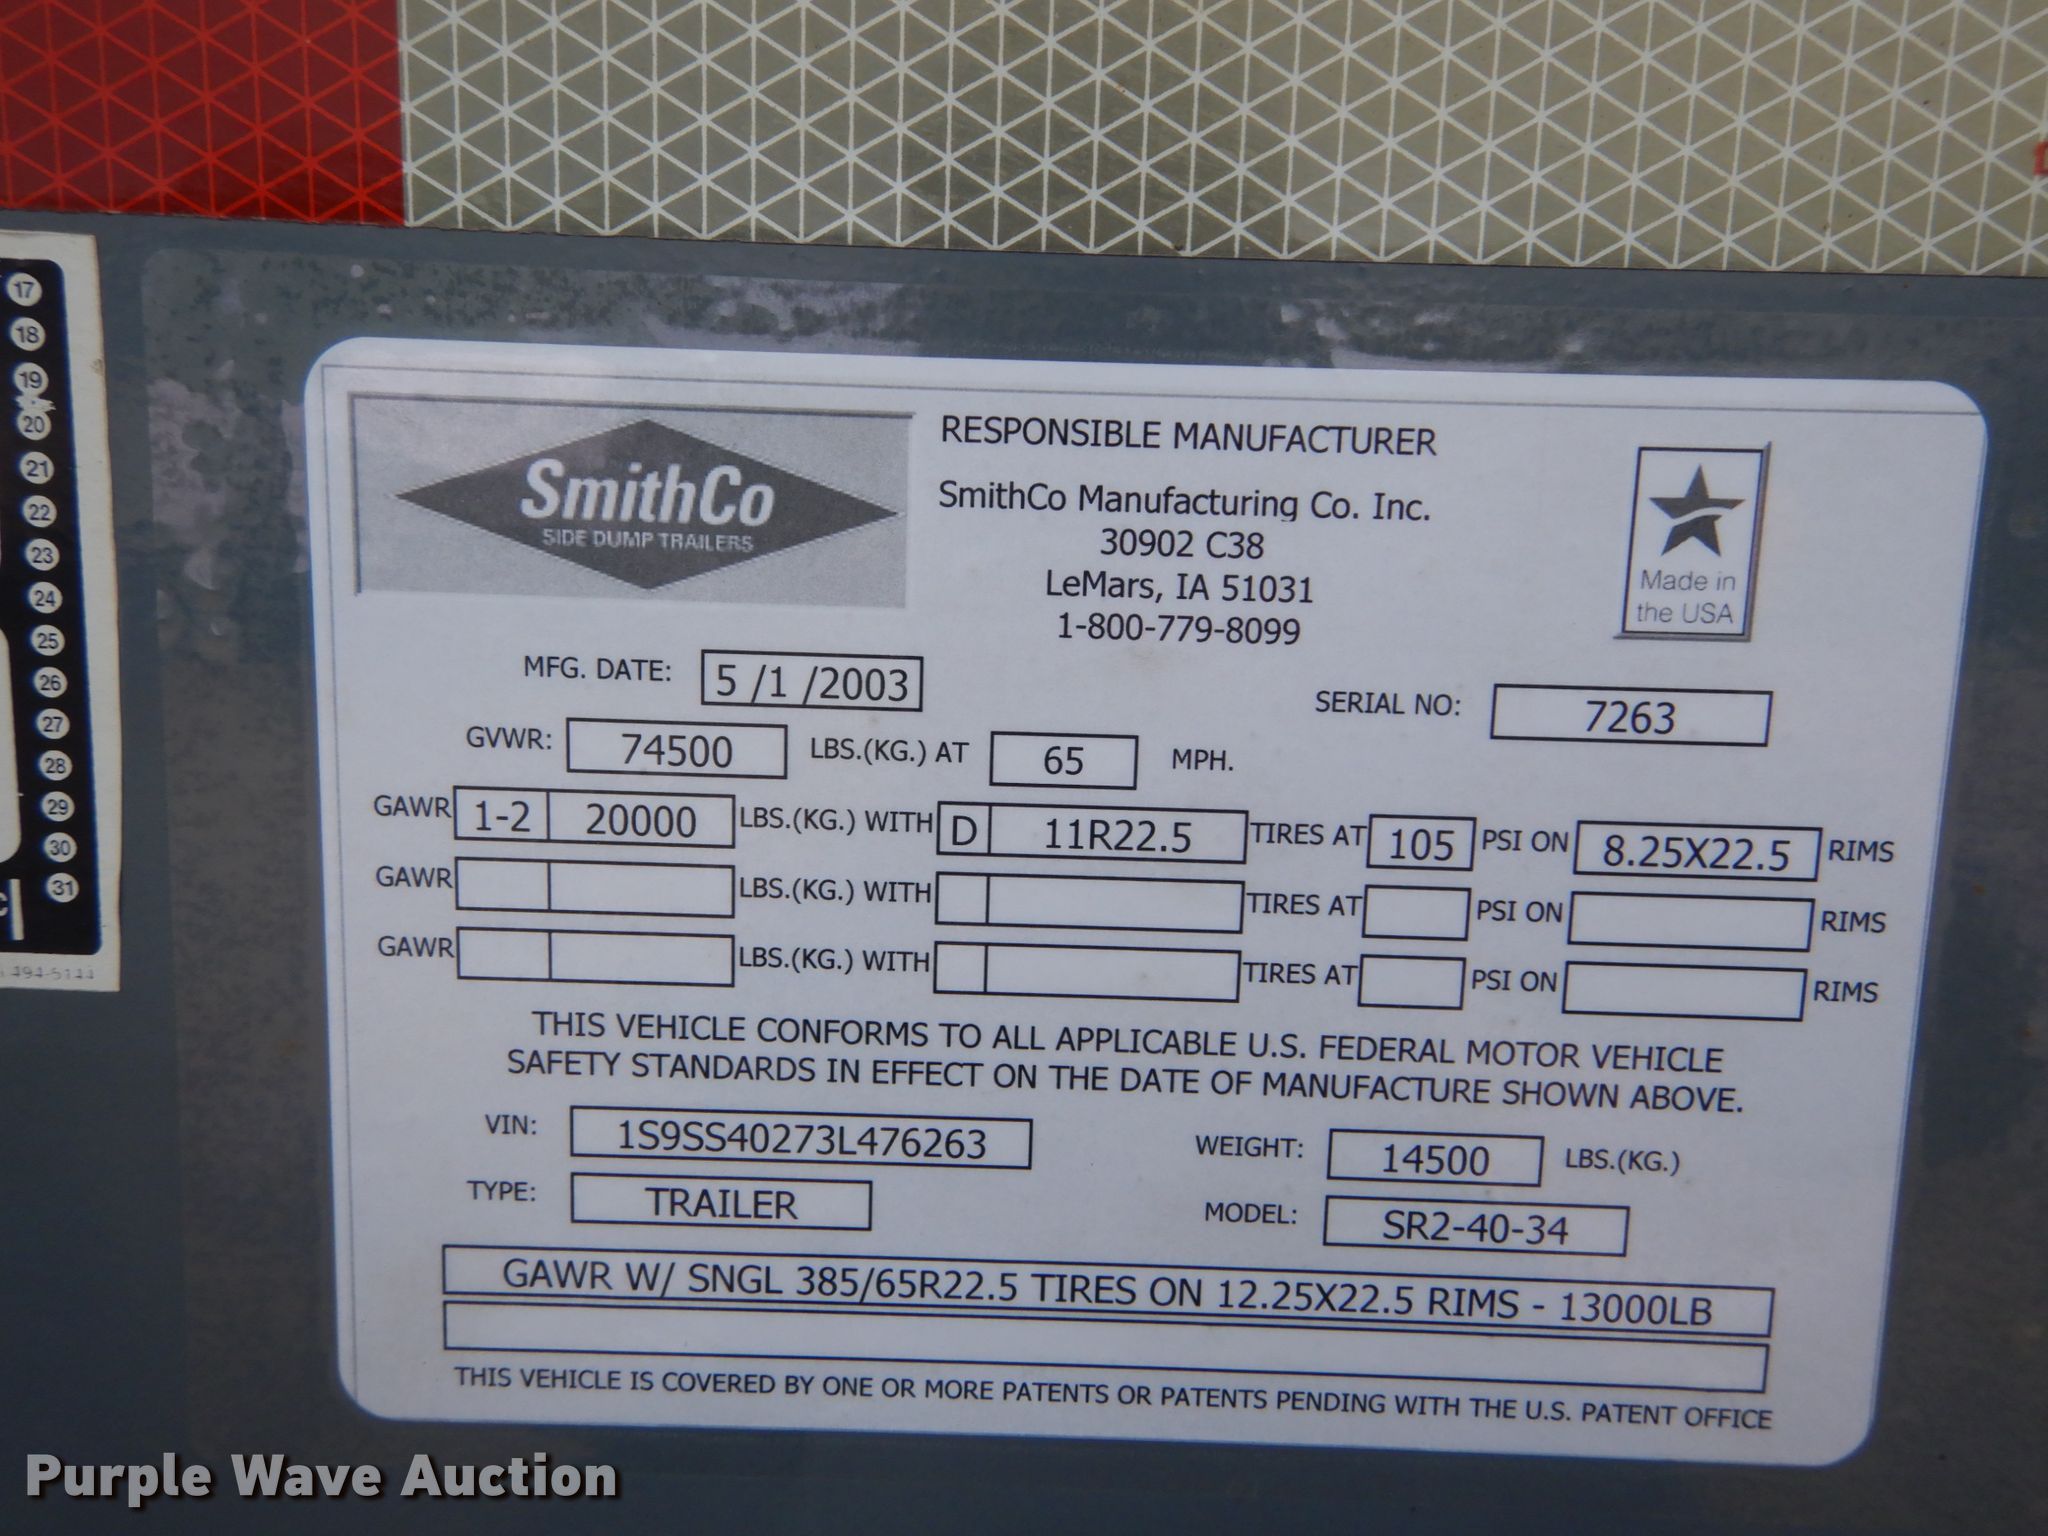 17
18
19
20
21
22
23
24
25
26
27
28
29
30
31
494-5144
SmithCo
SIDE DUMP TRAILERS
RESPONSIBLE MANUFACTURER
SmithCo Manufacturing Co. Inc.
30902 C38
LeMars, IA 51031
1-800-779-8099
Made in
the USA
MFG. DATE: 5 /1 /2003
SERIAL NO: 7263
GVWR: 74500 LBS.(KG.) AT 65 MPH.
GAWR 1-2 20000 LBS.(KG.) WITH D 11R22.5 TIRES AT 105 PSI ON 8.25X22.5 RIMS
GAWR LBS.(KG.) WITH TIRES AT PSI ON RIMS
GAWR LBS.(KG.) WITH TIRES AT PSI ON RIMS
THIS VEHICLE CONFORMS TO ALL APPLICABLE U.S. FEDERAL MOTOR VEHICLE
SAFETY STANDARDS IN EFFECT ON THE DATE OF MANUFACTURE SHOWN ABOVE.
VIN: 1S9SS40273L476263 WEIGHT: 14500 LBS.(KG.)
TYPE: TRAILER MODEL: SR2-40-34
GAWR W/ SNGL 385/65R22.5 TIRES ON 12.25X22.5 RIMS - 13000LB
THIS VEHICLE IS COVERED BY ONE OR MORE PATENTS OR PATENTS PENDING WITH THE U.S. PATENT OFFICE
Purple Wave Auction